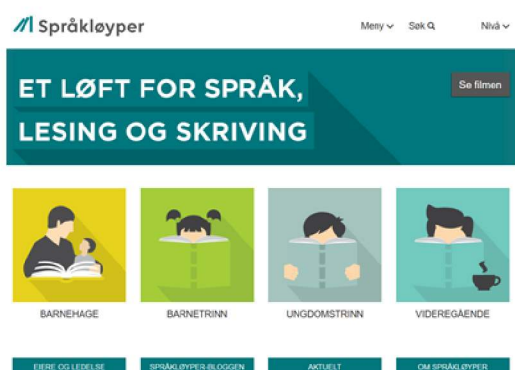 Språkløyper
Meny Søk Nivå
ET LØFT FOR SPRÅK,
LESING OG SKRIVING
Se filmen
BARNEHAGE BARNETRINN UNGDOMSTRINN VIDEREGÅENDE
EIERE OG LEDELSE SPRÅKLØYPER-BLOGGEN AKTUELT OM SPRÅKLØYPER